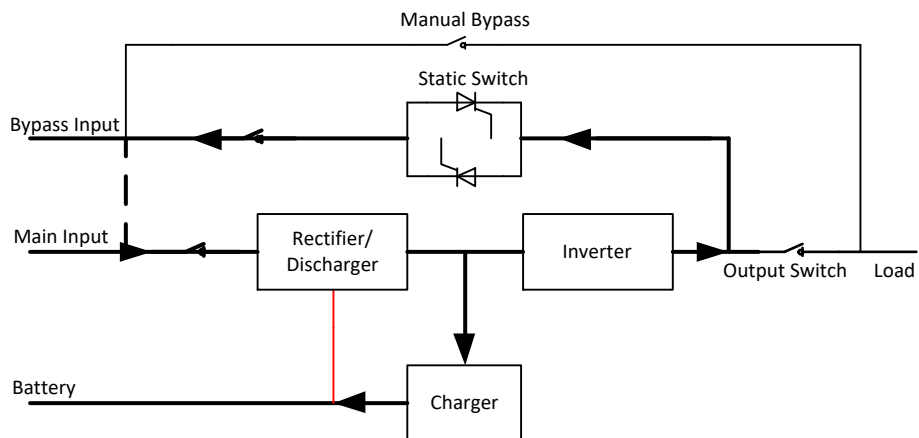 Manual Bypass
Static Switch
Bypass Input
Main Input
Rectifier/
Discharger
Inverter
Output Switch
Load
Battery
Charger